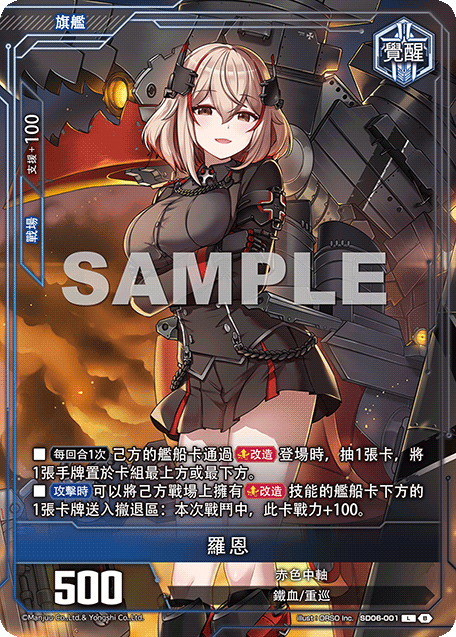 旗艦
覺醒
支援+100
戰場
SAMPLE
■ 每回合1次 己方的艦船卡通過 改造 登場時，抽1張卡，將
1張手牌置於卡組最上方或最下方。
■ 攻擊時 可以將己方戰場上擁有 改造 技能的艦船卡下方的
1張卡牌送入撤退區：本次戰鬥中，此卡戰力+100。
羅恩
500
赤色中軸
鐵血/重巡
©Manjuu Co.,Ltd.& Yongshi Co.,Ltd.
illust：ORSO Inc. SD06-001 L